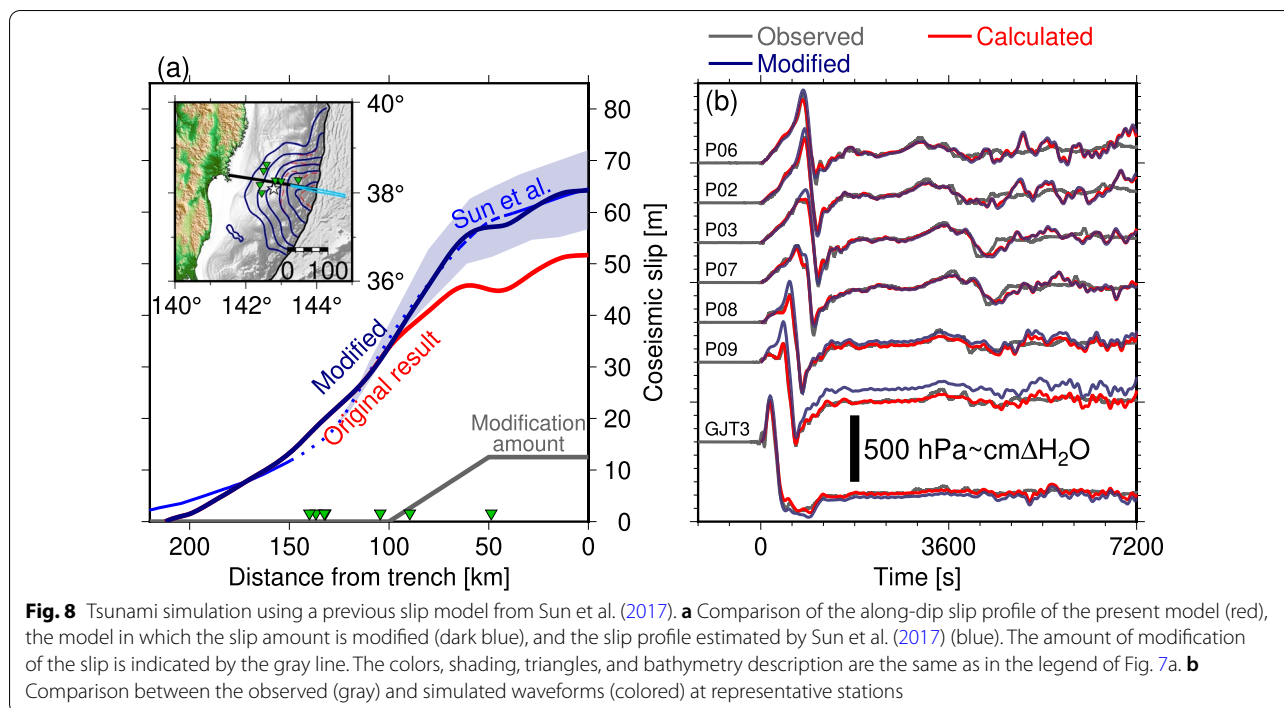 Observed
Calculated
Modified
(a)
40°
38°
36°
140°
142°
144°
0 100
Sun et al.
Modified
Original result
Modification
amount
80
70
60
50
40
30
20
10
0
Coseismic slip [m]
200
150
100
50
0
Distance from trench [km]
(b)
P06
P02
P03
P07
P08
P09
GJT3
500 hPa~cmΔH₂O
0
3600
7200
Time [s]
Fig. 8 Tsunami simulation using a previous slip model from Sun et al. (2017). a Comparison of the along-dip slip profile of the present model (red),
the model in which the slip amount is modified (dark blue), and the slip profile estimated by Sun et al. (2017) (blue). The amount of modification
of the slip is indicated by the gray line. The colors, shading, triangles, and bathymetry description are the same as in the legend of Fig. 7a. b
Comparison between the observed (gray) and simulated waveforms (colored) at representative stations